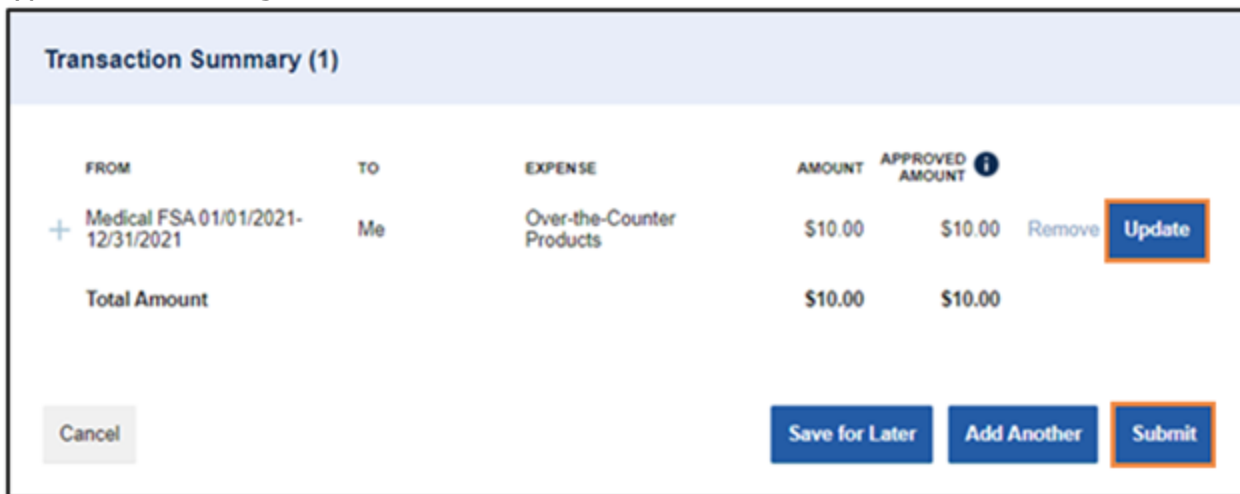 Transaction Summary (1)
FROM TO EXPENSE AMOUNT APPROVED AMOUNT i
+ Medical FSA 01/01/2021-12/31/2021 Me Over-the-Counter Products $10.00 $10.00 Remove Update
Total Amount $10.00 $10.00
Cancel Save for Later Add Another Submit